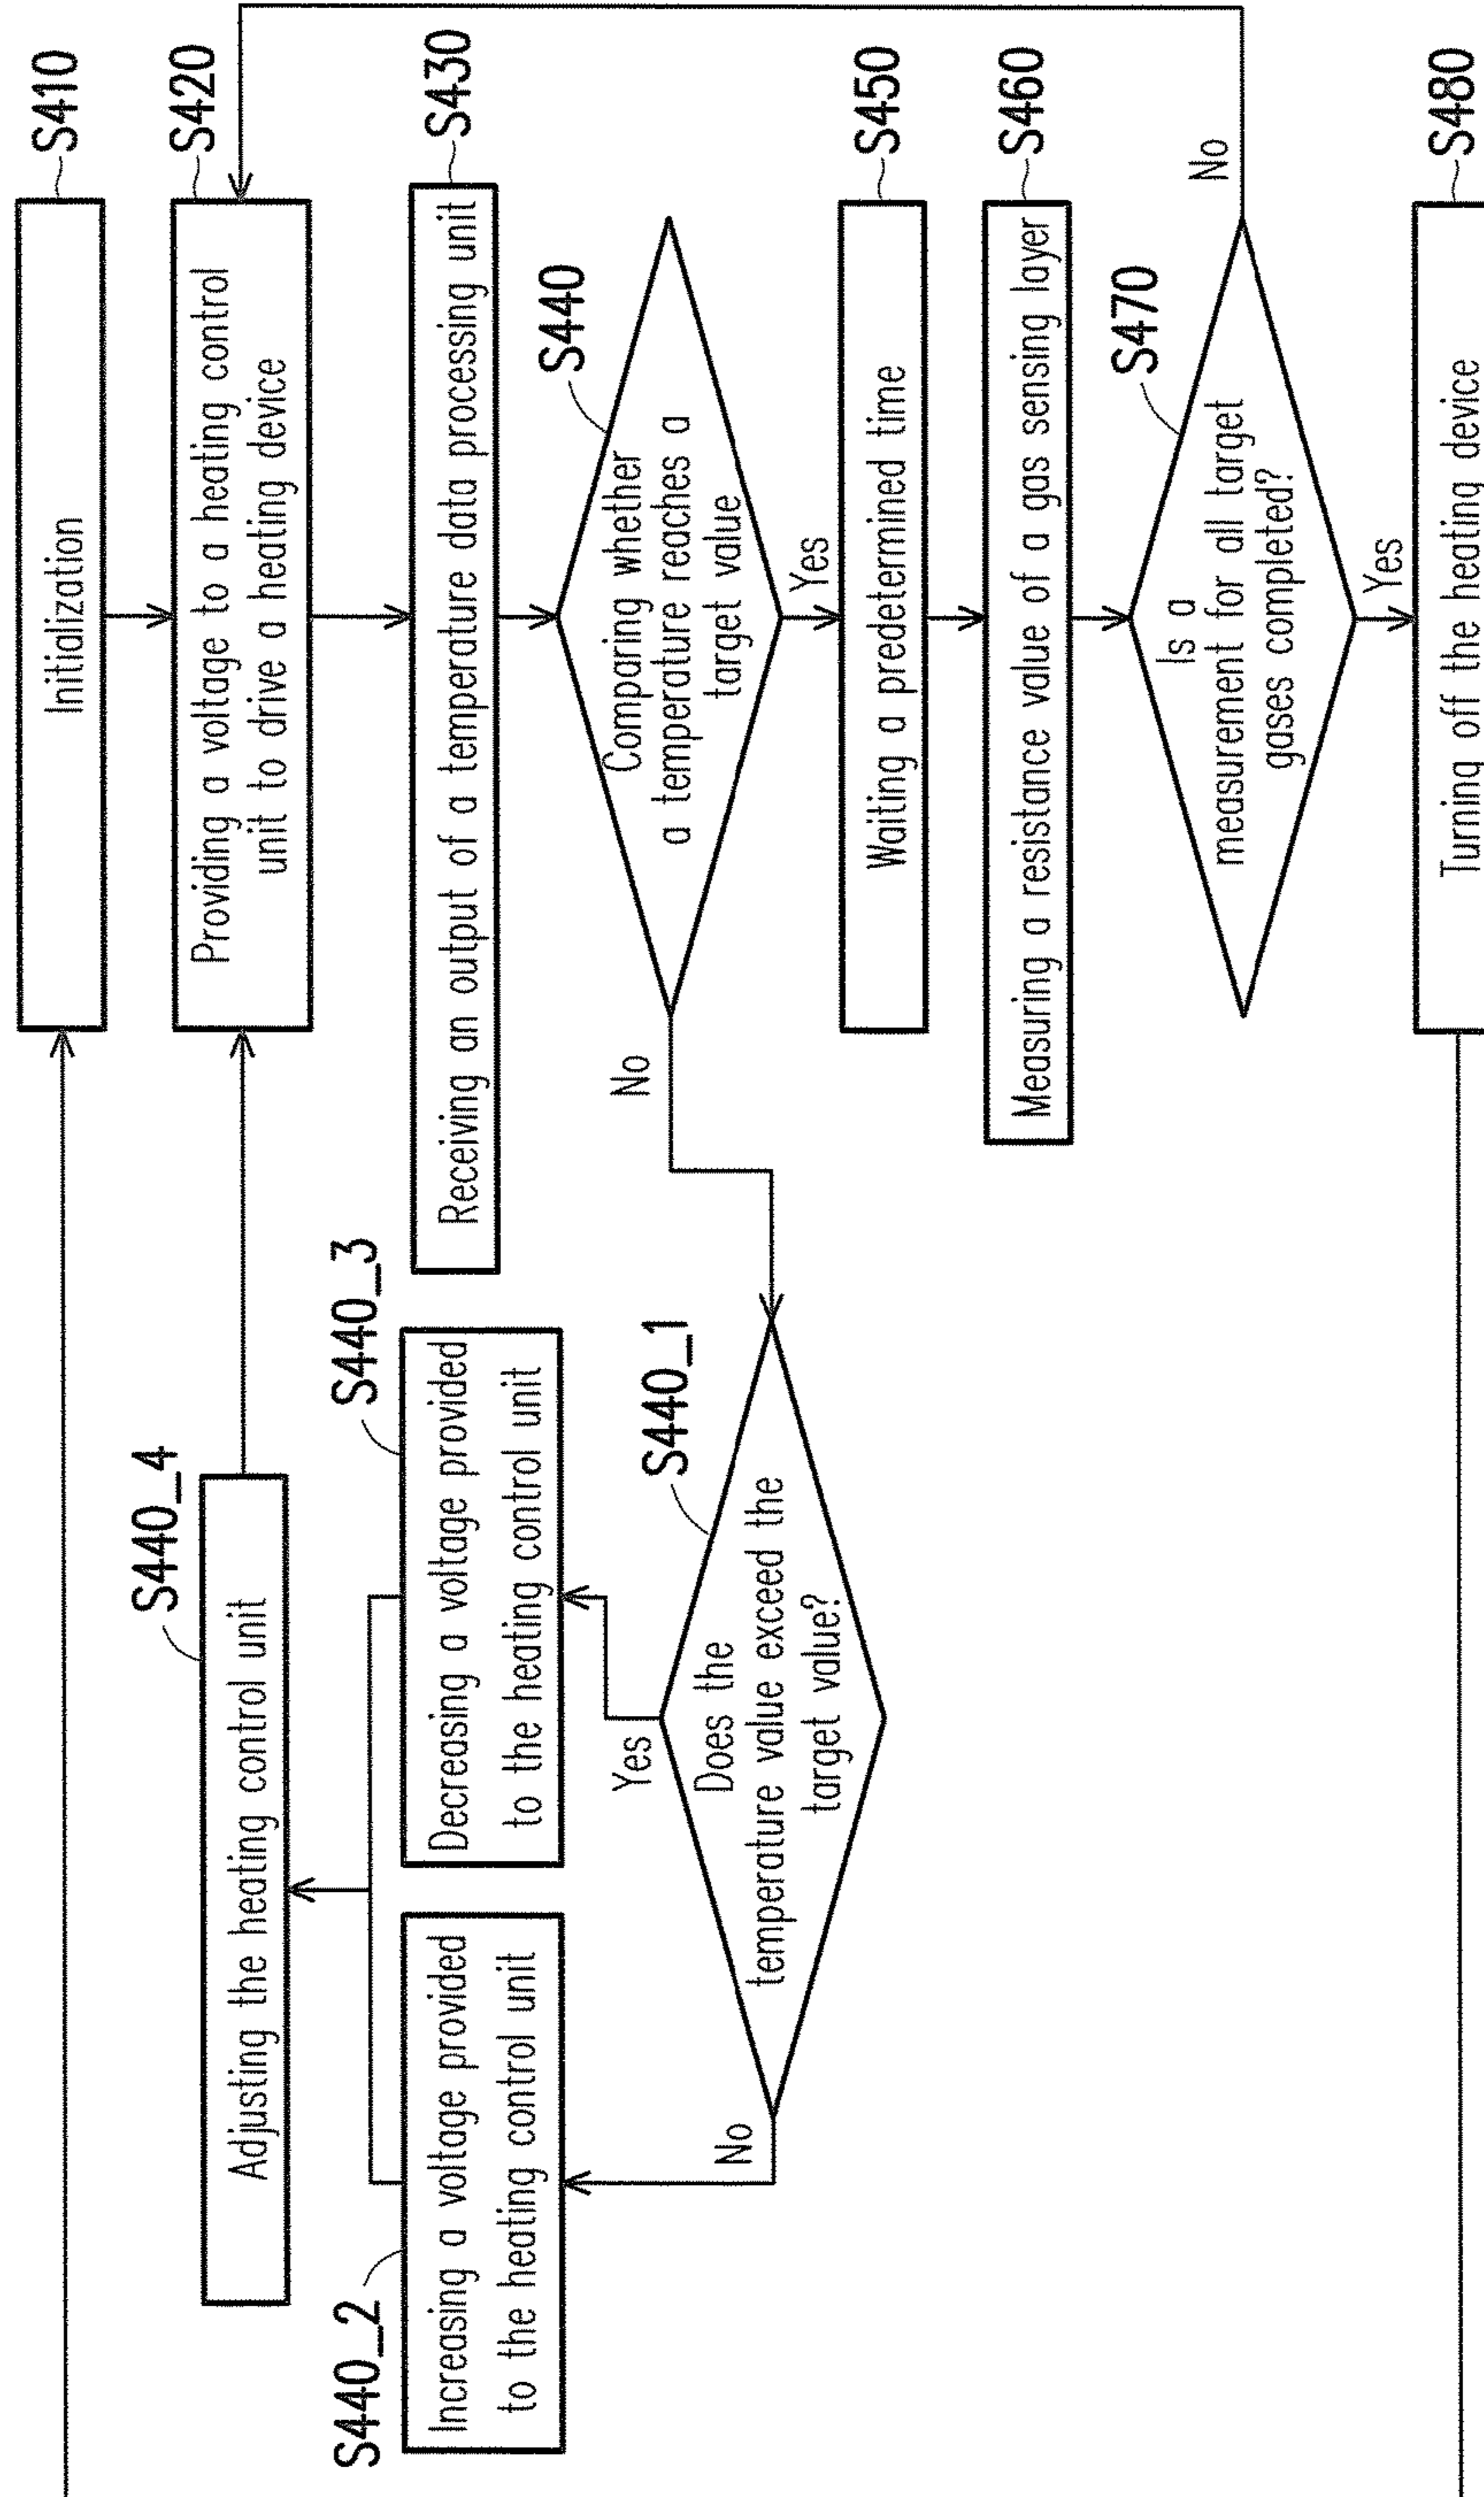 S410
Initialization
S420
Providing a voltage to a heating control
unit to drive a heating device
S430
Receiving an output of a temperature data processing unit
S440
Comparing whether
a temperature reaches a
target value
No
Yes
S440_4
Adjusting the heating control unit
S440_2
Increasing a voltage provided
to the heating control unit
S440_3
Decreasing a voltage provided
to the heating control unit
S440_1
Does the
temperature value exceed the
target value?
No
Yes
S450
Waiting a predetermined time
S460
Measuring a resistance value of a gas sensing layer
S470
Is a
measurement for all target
gases completed?
No
Yes
S480
Turning off the heating device